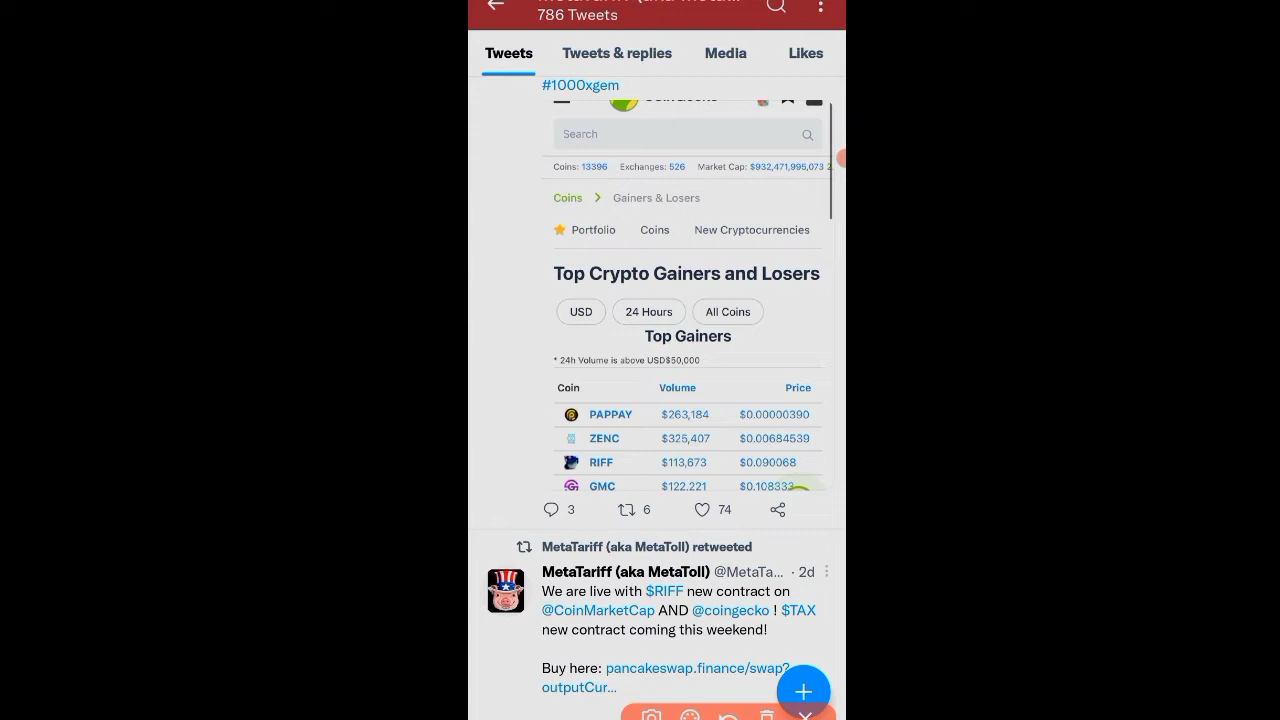 786 Tweets
Tweets Tweets & replies Media Likes
#1000xgem
Search
Coins: 13396 Exchanges: 526 Market Cap: $932,471,995,073
Coins > Gainers & Losers
Portfolio Coins New Cryptocurrencies
Top Crypto Gainers and Losers
USD 24 Hours All Coins
Top Gainers
* 24h Volume is above USD$50,000
Coin Volume Price
PAPPAY $263,184 $0.00000390
ZENC $325,407 $0.00684539
RIFF $113,673 $0.090068
GMC $122,221 $0.108333
3 6 74
MetaTariff (aka MetaToll) retweeted
MetaTariff (aka MetaToll) @MetaTa... · 2d
We are live with $RIFF new contract on
@CoinMarketCap AND @coingecko ! $TAX
new contract coming this weekend!
Buy here: pancakeswap.finance/swap?
outputCur...